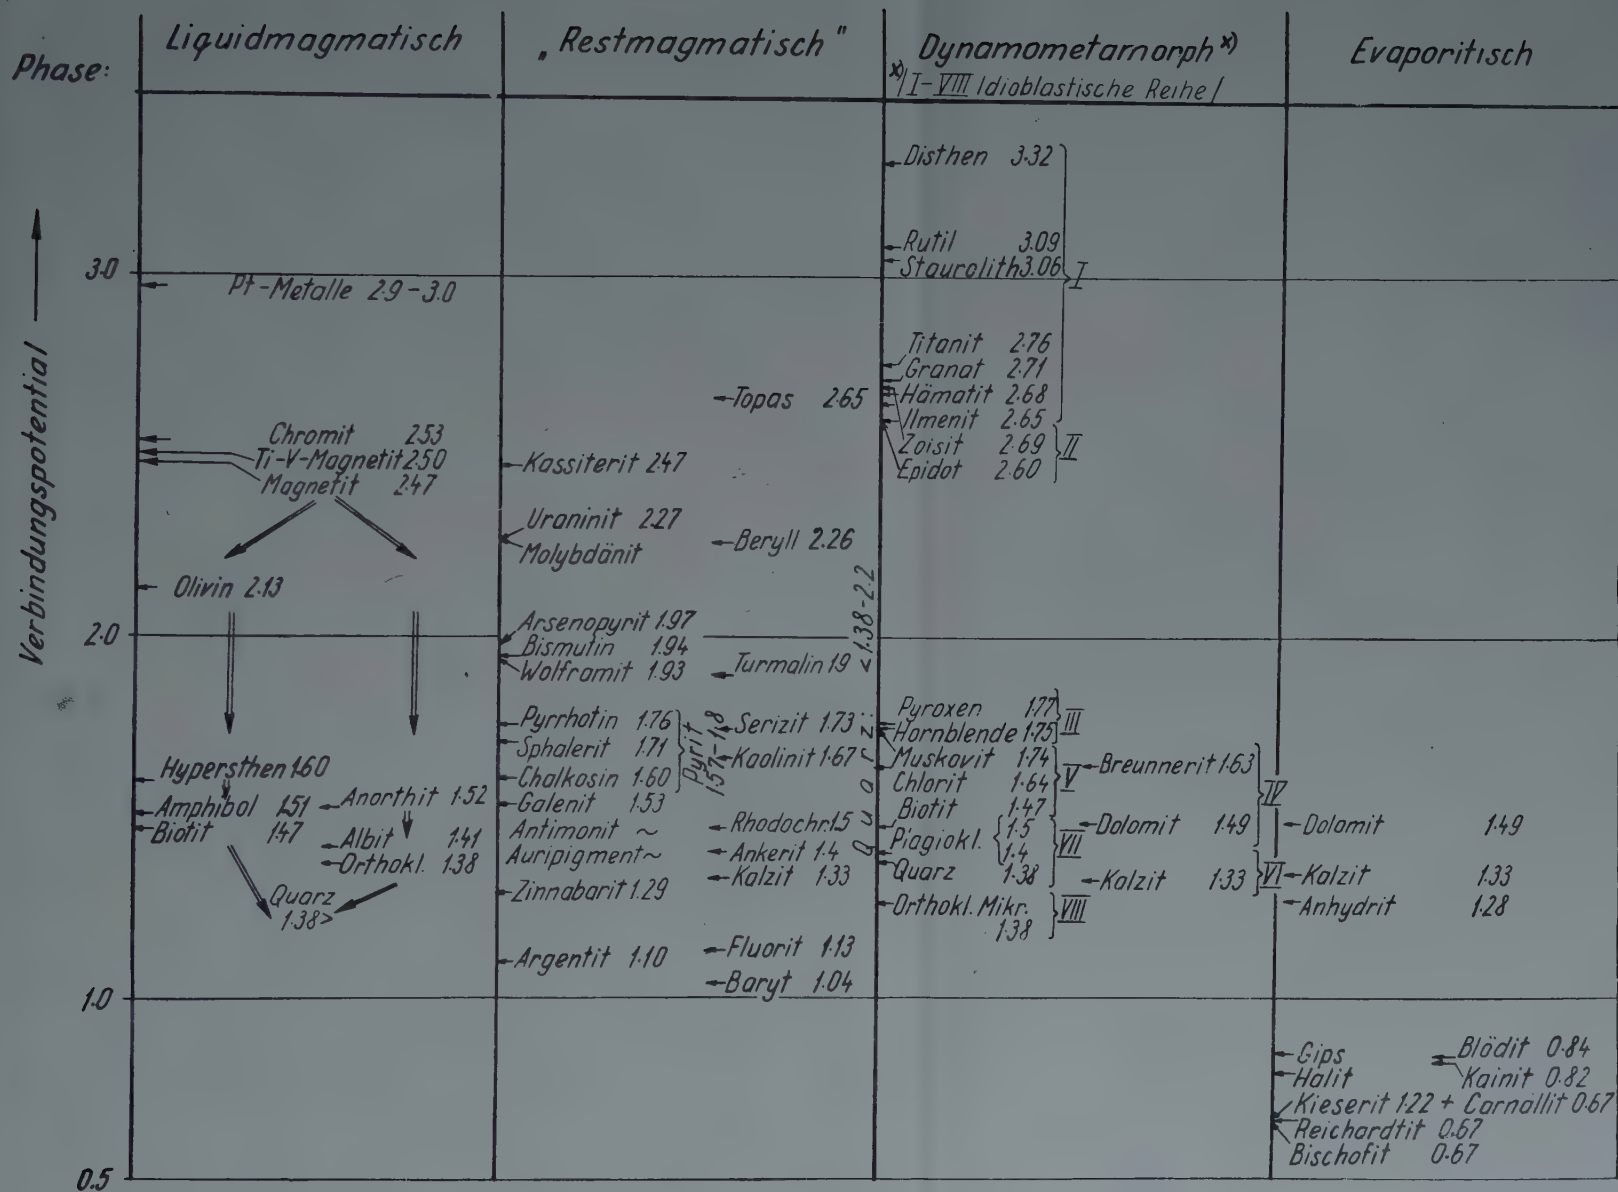 Phase:
Liquidmagmatisch
„Restmagmatisch"
Dynamometamorph x)
x) /I-VIII Idioblastische Reihe/
Evaporitisch
Verbindungspotential
3.0
2.0
1.0
0.5
Pt-Metalle 2.9-3.0
Chromit 2.53
Ti-V-Magnetit 2.50
Magnetit 2.47
Olivin 2.13
Hypersthen 1.60
Amphibol 1.51
Biotit 1.47
Anorthit 1.52
Albit 1.41
Orthokl. 1.38
Quarz
1.38>
Topas 2.65
Kassiterit 2.47
Uraninit 2.27
Molybdänit
Beryll 2.26
Arsenopyrit 1.97
Bismutin 1.94
Wolframit 1.93
Turmalin 1.9
Pyrrhotin 1.76
Sphalerit 1.71
Chalkosin 1.60
Pyrit
1.57-1.8
Galenit 1.53
Antimonit ~
Auripigment ~
Zinnabarit 1.29
Argentit 1.10
Serizit 1.73
Kaolinit 1.67
Rhodochr. 1.5
Ankerit 1.4
Kalzit 1.33
Fluorit 1.13
Baryt 1.04
Quarz: <1.38-2.2
Disthen 3.32
Rutil 3.09
Staurolith 3.06
I
Titanit 2.76
Granat 2.71
Hämatit 2.68
Ilmenit 2.65
Zoisit 2.69
Epidot 2.60
II
Pyroxen 1.77
Hornblende 1.75
III
Muskovit 1.74
Chlorit 1.64
Biotit 1.47
V
Plagiokl. 1.5
1.4
Quarz 1.38
VII
Orthokl. Mikr.
1.38
VIII
Breunnerit 1.63
Dolomit 1.49
IV
Kalzit 1.33
VI
Dolomit 1.49
Kalzit 1.33
Anhydrit 1.28
Gips
Halit
Blödit 0.84
Kainit 0.82
Kieserit 1.22 + Carnallit 0.67
Reichardtit 0.67
Bischofit 0.67